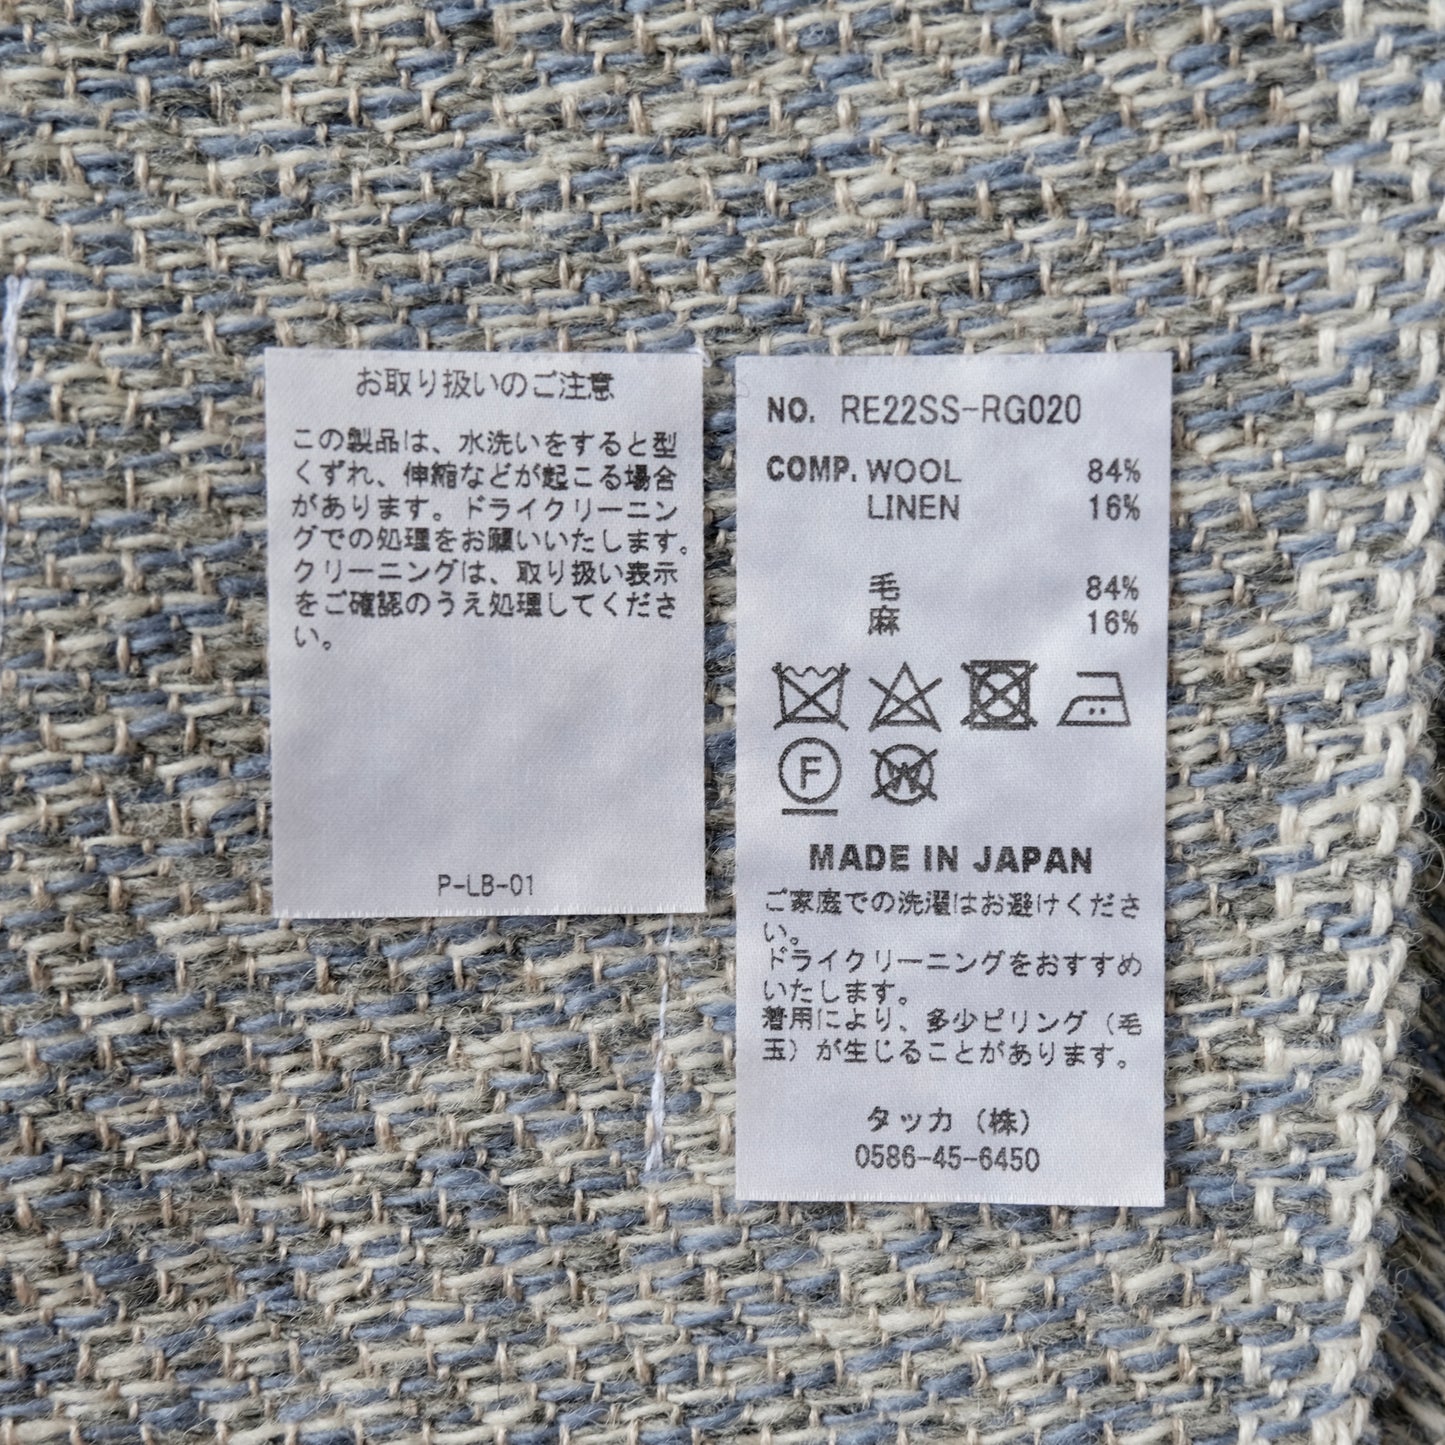 お取り扱いのご注意
この製品は、水洗いをすると型
くずれ、伸縮などが起こる場合
があります。ドライクリーニン
グでの処理をお願いいたします。
クリーニングは、取り扱い表示
をご確認のうえ処理してくださ
い。
P-LB-01
NO. RE22SS-RG020
COMP. WOOL 84%
LINEN 16%
毛 84%
麻 16%
F
W
MADE IN JAPAN
ご家庭での洗濯はお避けくださ
い。
ドライクリーニングをおすすめ
いたします。
着用により、多少ピリング（毛
玉）が生じることがあります。
タッカ（株）
0586-45-6450